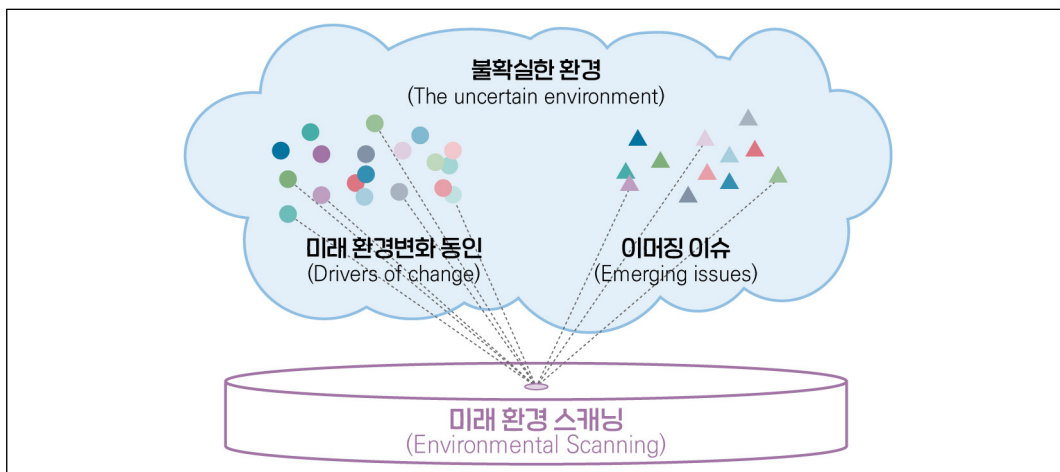 불확실한 환경
(The uncertain environment)
미래 환경변화 동인
(Drivers of change)
이머징 이슈
(Emerging issues)
미래 환경 스캐닝
(Environmental Scanning)